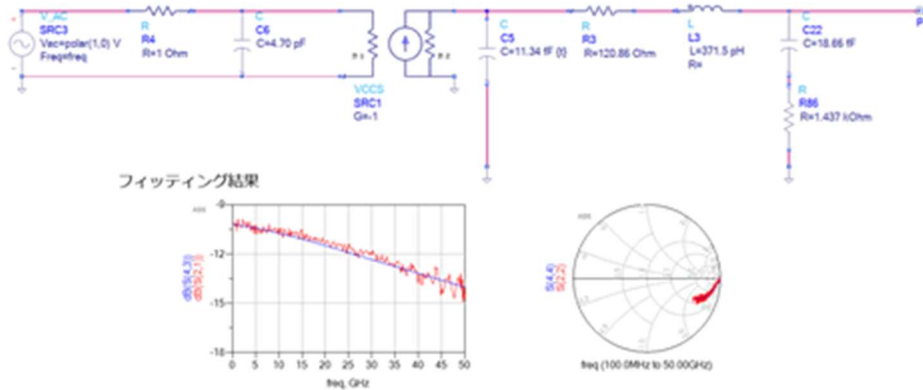 V_AC
SRC3
Vac=polar(1,0) V
Freq=freq
R
R4
R=1 Ohm
C
C6
C=4.70 pF
VCCS
SRC1
G=-1
C
C5
C=11.34 fF {t}
R
R3
R=120.86 Ohm
L
L3
L=371.5 pH
R=
C
C22
C=18.66 fF
R
R86
R=1.437 kOhm
フィッティング結果
dB(S(4,3))
dB(S(2,1))
-9
-12
-15
-18
0 5 10 15 20 25 30 35 40 45 50
freq, GHz
S(4,4)
S(2,2)
freq (100.0MHz to 50.00GHz)